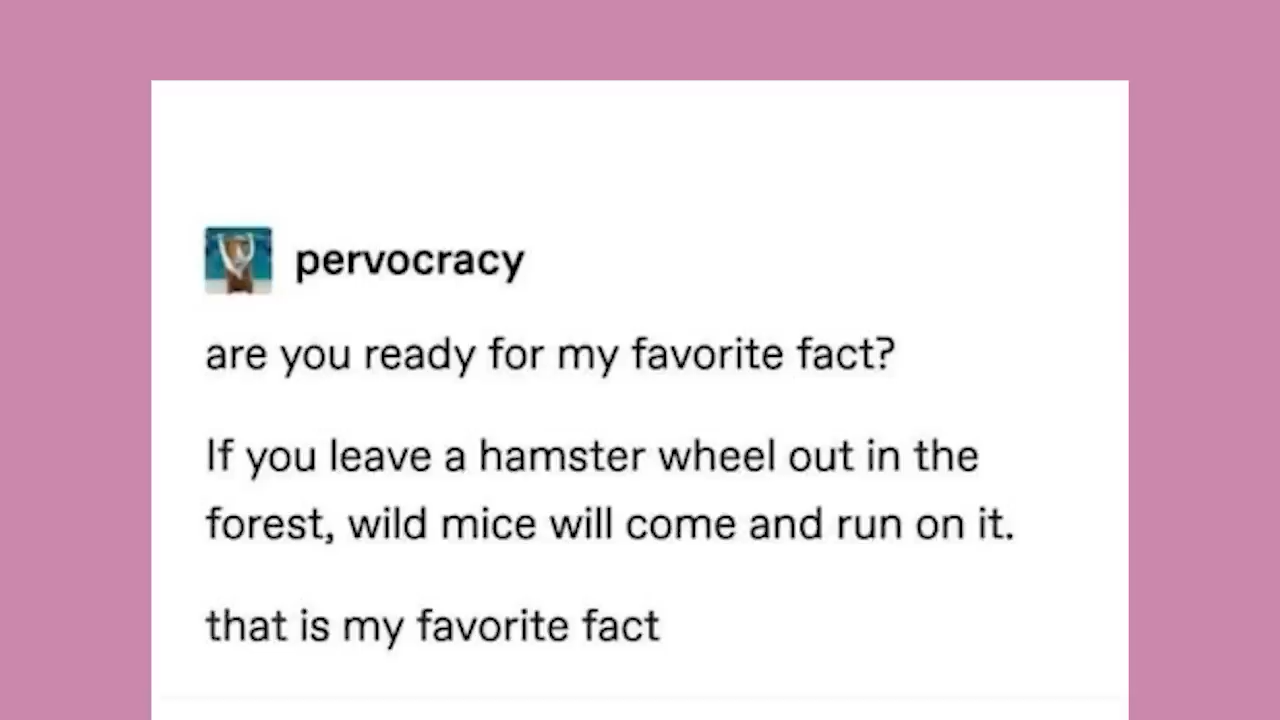 pervocracy
are you ready for my favorite fact?
If you leave a hamster wheel out in the
forest, wild mice will come and run on it.
that is my favorite fact